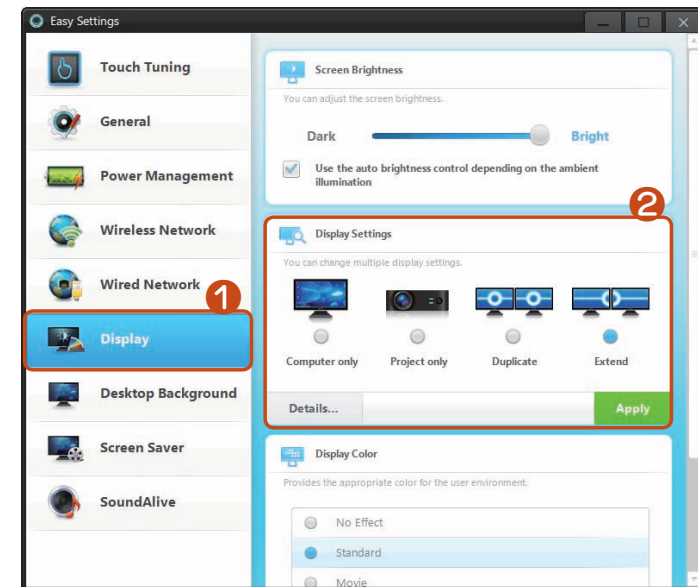 Easy Settings
Touch Tuning
General
Power Management
Wireless Network
Wired Network
1
Display
Desktop Background
Screen Saver
SoundAlive
Screen Brightness
You can adjust the screen brightness.
Dark Bright
Use the auto brightness control depending on the ambient
illumination
2
Display Settings
You can change multiple display settings.
Computer only Project only Duplicate Extend
Details... Apply
Display Color
Provides the appropriate color for the user environment.
No Effect
Standard
Movie